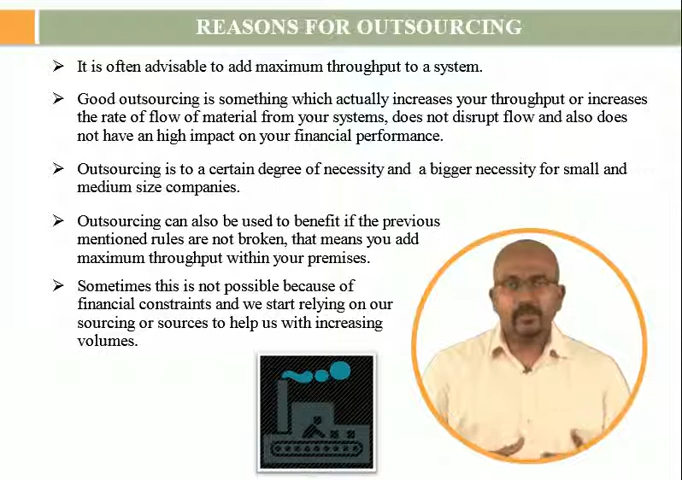 REASONS FOR OUTSOURCING
➢ It is often advisable to add maximum throughput to a system.
➢ Good outsourcing is something which actually increases your throughput or increases
the rate of flow of material from your systems, does not disrupt flow and also does
not have an high impact on your financial performance.
➢ Outsourcing is to a certain degree of necessity and a bigger necessity for small and
medium size companies.
➢ Outsourcing can also be used to benefit if the previous
mentioned rules are not broken, that means you add
maximum throughput within your premises.
➢ Sometimes this is not possible because of
financial constraints and we start relying on our
sourcing or sources to help us with increasing
volumes.